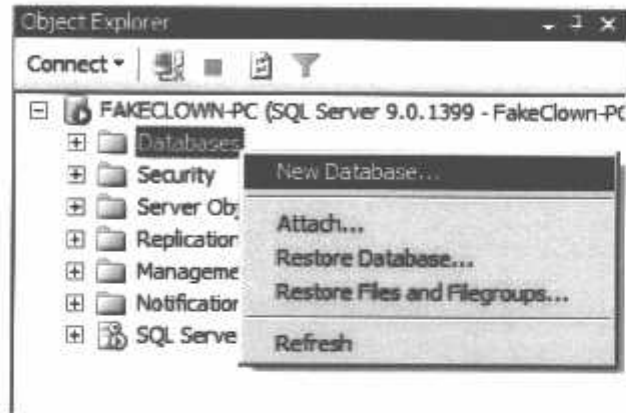 Object Explorer
Connect
FAKECLOWN-PC (SQL Server 9.0.1399 - FakeClown-PC
Databases
Security
Server Obj
Replication
Manageme
Notification
SQL Serve
New Database...
Attach...
Restore Database...
Restore Files and Filegroups...
Refresh